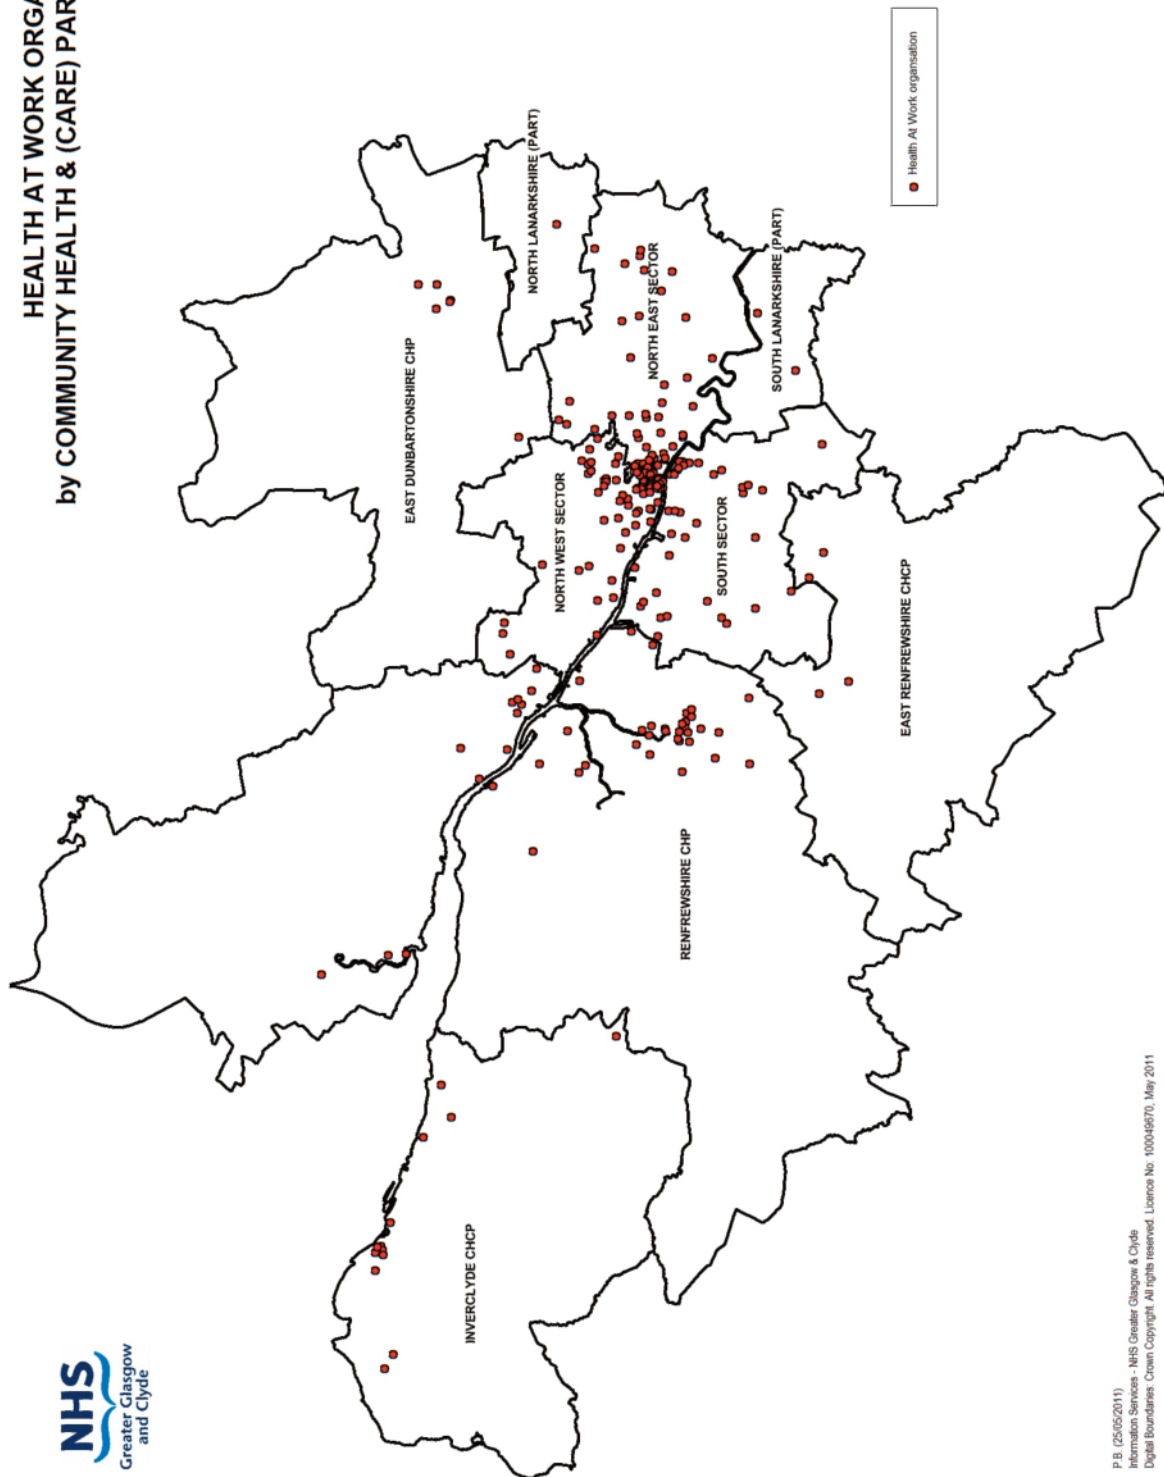 HEALTH AT WORK ORGA
by COMMUNITY HEALTH & (CARE) PAR
NHS
Greater Glasgow
and Clyde
EAST DUNBARTONSHIRE CHP
NORTH LANARKSHIRE (PART)
NORTH WEST SECTOR
NORTH EAST SECTOR
SOUTH SECTOR
SOUTH LANARKSHIRE (PART)
RENFREWSHIRE CHP
EAST RENFREWSHIRE CHCP
INVERCLYDE CHCP
Health At Work organsation
P.B. (25/05/2011)
Information Services - NHS Greater Glasgow & Clyde
Digital Boundaries: Crown Copyright. All rights reserved. Licence No: 100049670, May 2011